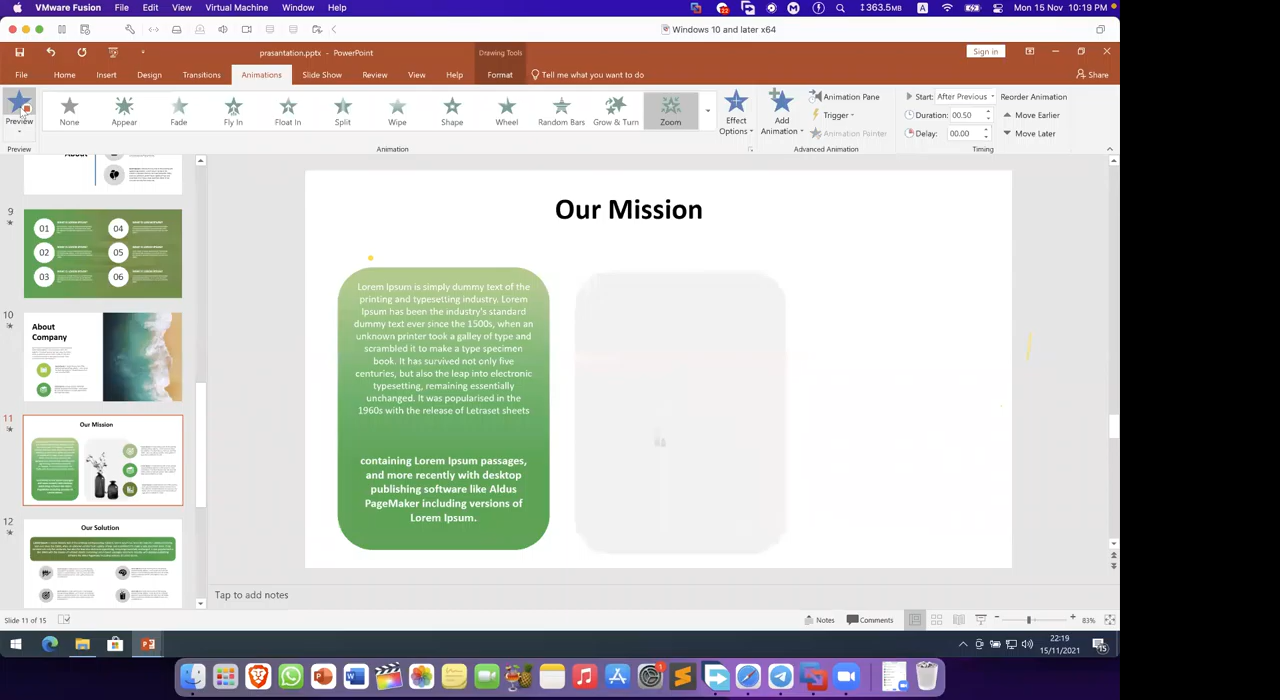 VMware Fusion File Edit View Virtual Machine Window Help 363.5MB A Mon 15 Nov 10:19 PM
Windows 10 and later x64
prasantation.pptx - PowerPoint Drawing Tools Sign in
File Home Insert Design Transitions Animations Slide Show Review View Help Format Tell me what you want to do Share
Preview None Appear Fade Fly In Float In Split Wipe Shape Wheel Random Bars Grow & Turn Zoom
Effect Options Add Animation
Animation Pane
Trigger
Animation Painter
Start: After Previous
Duration: 00.50
Delay: 00.00
Reorder Animation
Move Earlier
Move Later
Preview Animation Advanced Animation Timing
About
9
01 04
02 05
03 06
10
About
Company
11
Our Mission
12
Our Solution
Our Mission
Lorem Ipsum is simply dummy text of the
printing and typesetting industry. Lorem
Ipsum has been the industry's standard
dummy text ever since the 1500s, when an
unknown printer took a galley of type and
scrambled it to make a type specimen
book. It has survived not only five
centuries, but also the leap into electronic
typesetting, remaining essentially
unchanged. It was popularised in the
1960s with the release of Letraset sheets
containing Lorem Ipsum passages,
and more recently with desktop
publishing software like Aldus
PageMaker including versions of
Lorem Ipsum.
Tap to add notes
Slide 11 of 15 Notes Comments 83%
22:19
15/11/2021